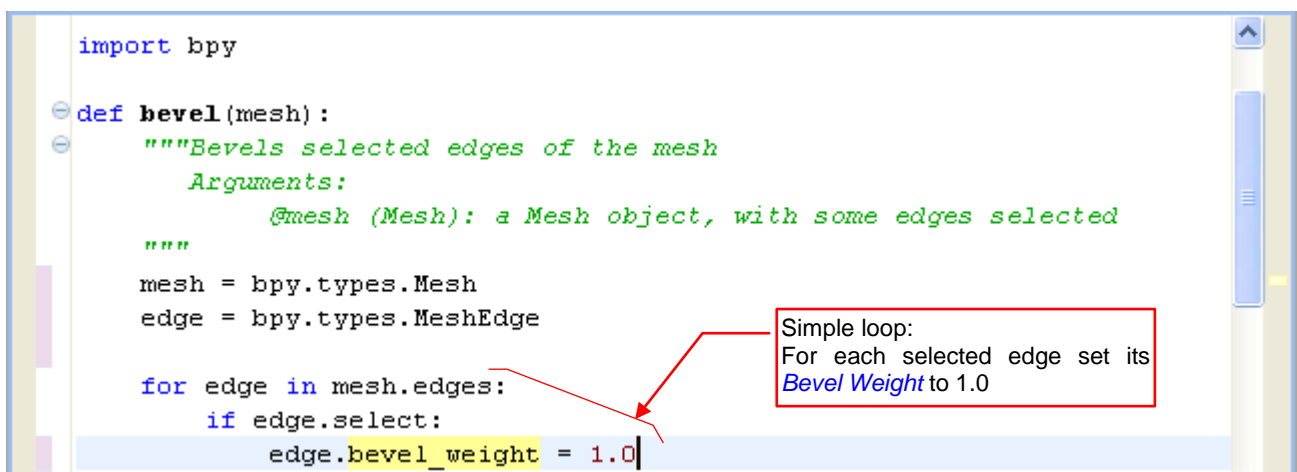 import bpy
def bevel(mesh):
"""Bevels selected edges of the mesh
Arguments:
@mesh (Mesh): a Mesh object, with some edges selected
"""
mesh = bpy.types.Mesh
edge = bpy.types.MeshEdge
for edge in mesh.edges:
if edge.select:
edge.bevel_weight = 1.0
Simple loop:
For each selected edge set its
Bevel Weight to 1.0